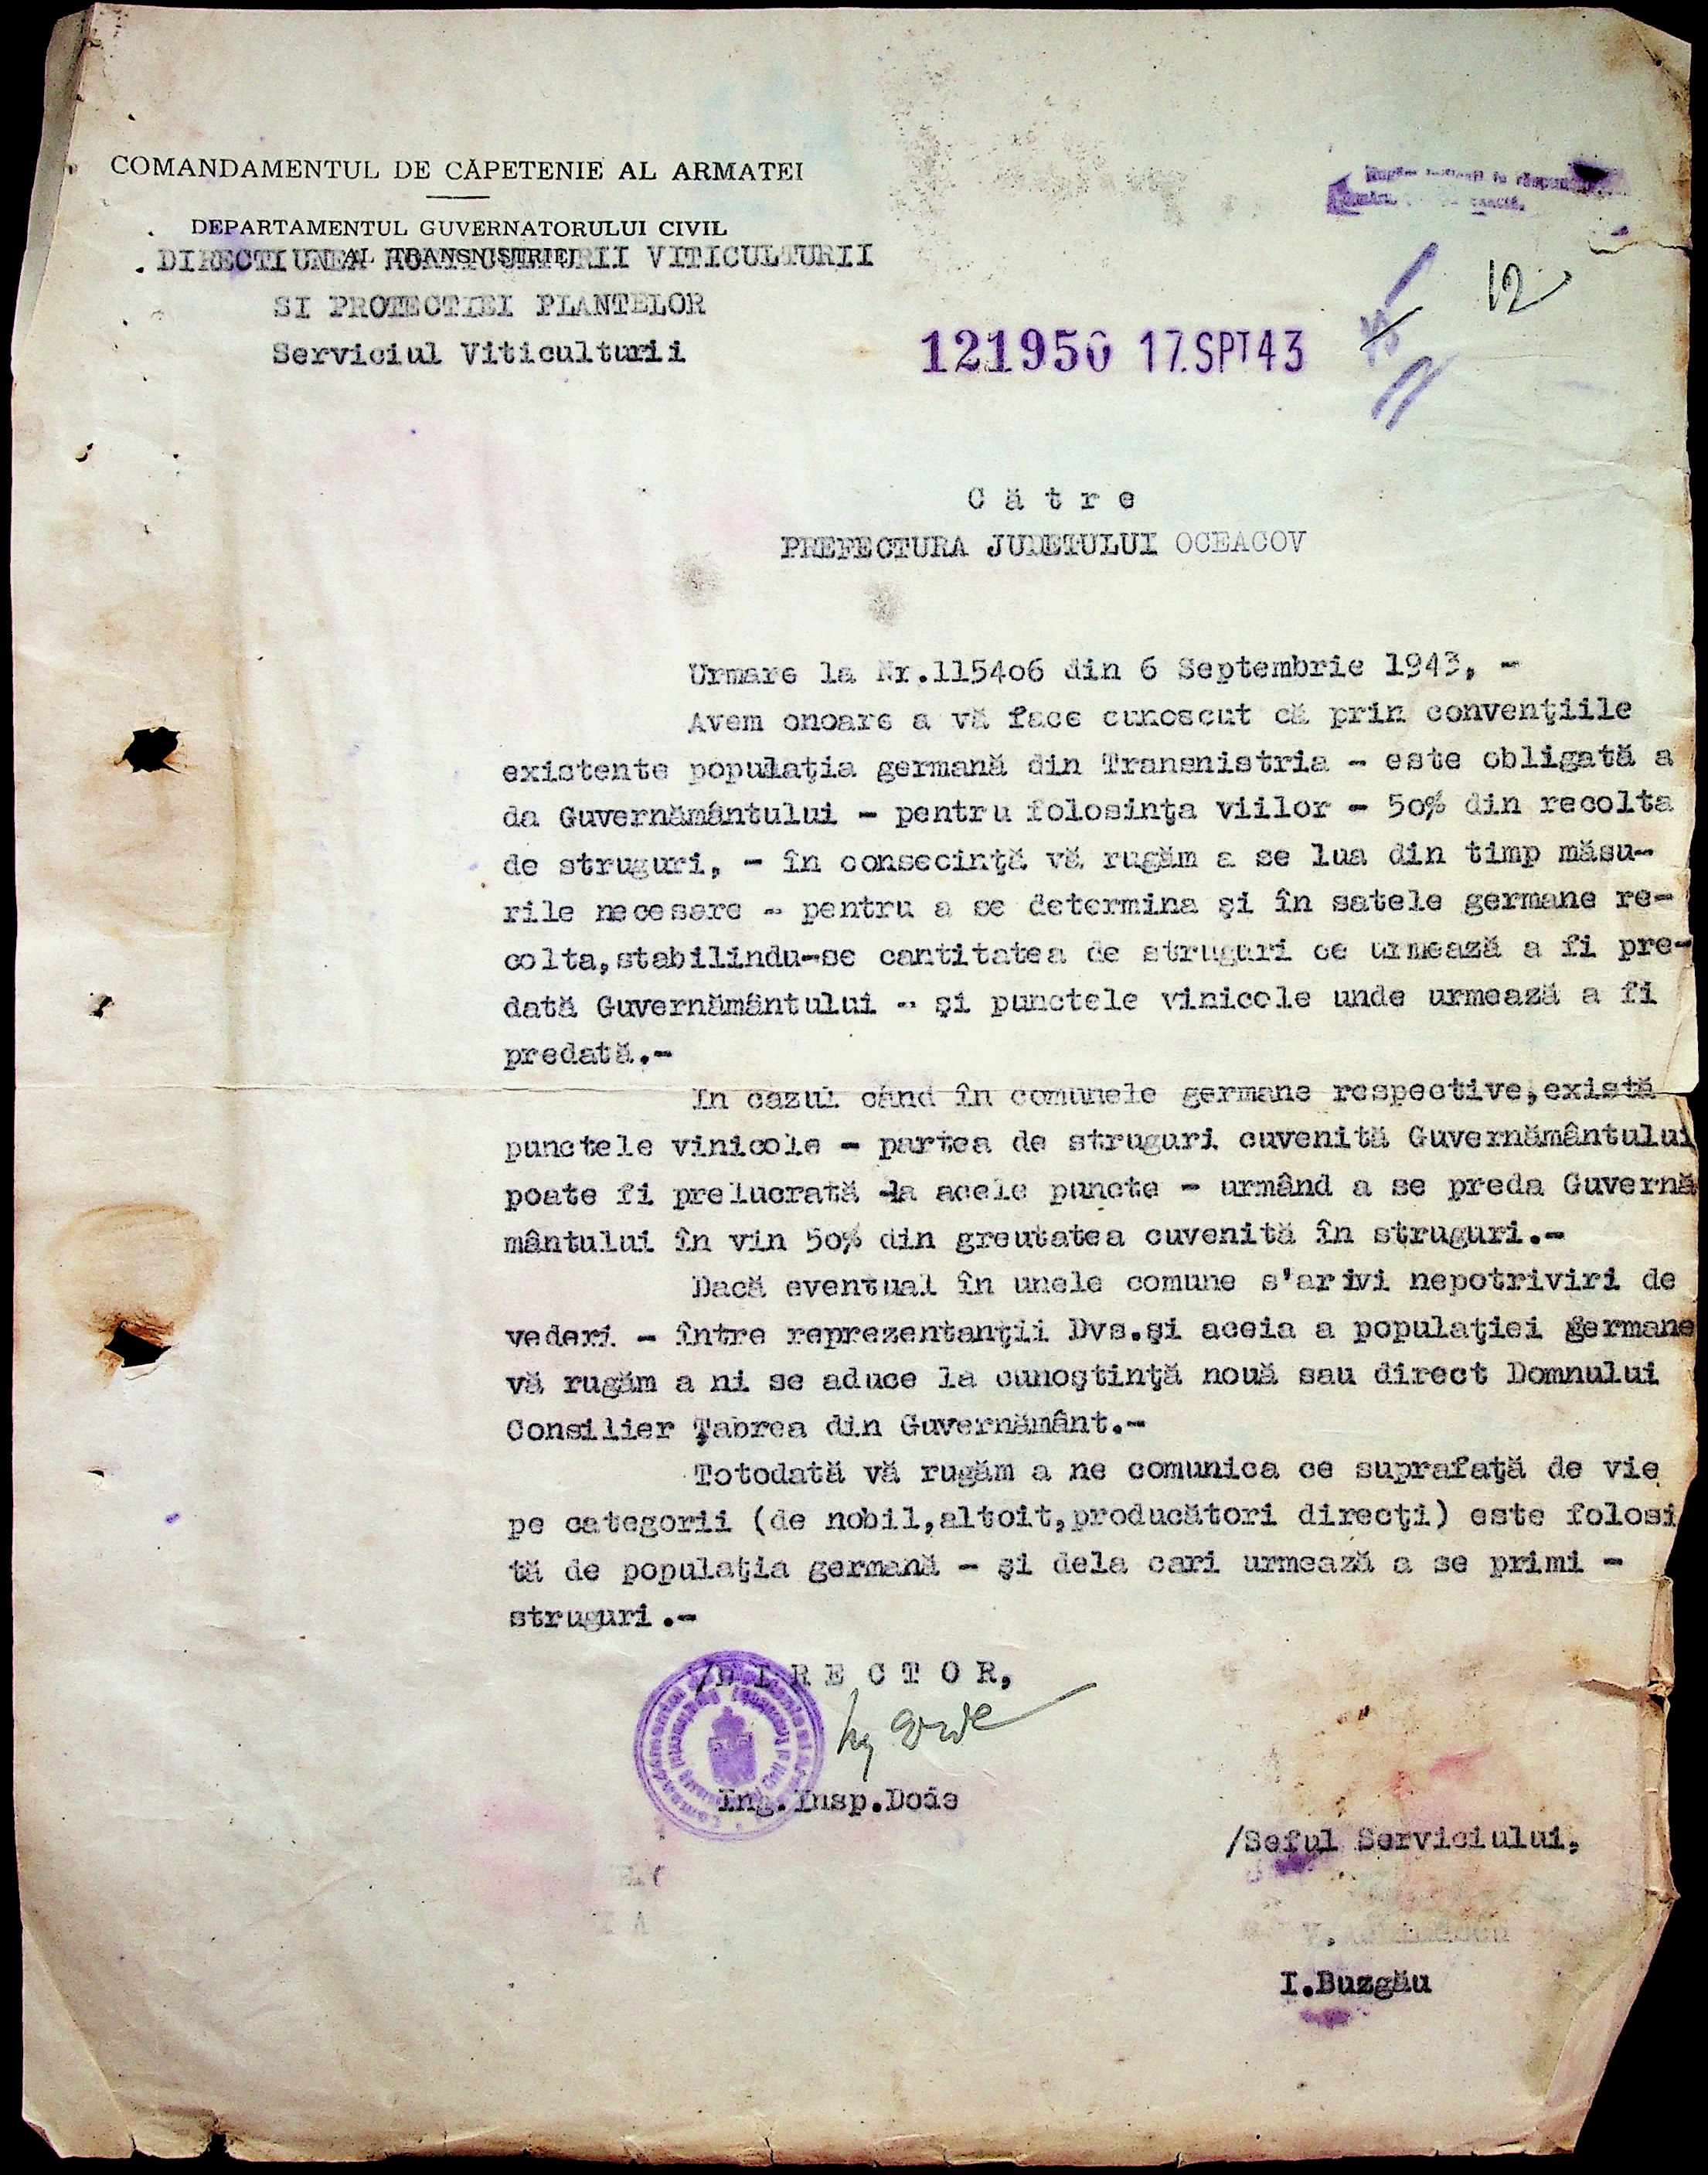 COMANDAMENTUL DE CĂPETENIE AL ARMATEI
DEPARTAMENTUL GUVERNATORULUI CIVIL
AL TRANSNISTRIEI
DIRECTIUNEA HORTICULTURII VITICULTURII
SI PROTECTIEI PLANTELOR
Serviciul Viticulturii
12
121950 17.SPT43
Către
PREFECTURA JUDETULUI OCEACOV
Urmare la Nr.1154o6 din 6 Septembrie 1943, -
Avem onoare a vă face cunoscut că prin convenţiile
existente populaţia germană din Transnistria - este obligată a
da Guvernământului - pentru folosinţa viilor - 5o% din recolta
de struguri, - în consecinţă vă rugăm a se lua din timp măsu-
rile necesare - pentru a se determina şi în satele germane re-
colta,stabilindu-se cantitatea de struguri ce urmează a fi pre-
dată Guvernământului - şi punctele vinicole unde urmează a fi
predată.-
In cazul când în comunele germane respective,există
punctele vinicole - partea de struguri cuvenită Guvernământului
poate fi prelucrată la acele puncte - urmând a se preda Guvernă
mântului în vin 5o% din greutatea cuvenită în struguri.-
Dacă eventual în unele comune s'arivi nepotriviri de
vederi - între reprezentanţii Dvs.şi aceia a populaţiei germane
vă rugăm a ni se aduce la cunoştinţă nouă sau direct Domnului
Consilier Ţabrea din Guvernământ.-
Totodată vă rugăm a ne comunica ce suprafaţă de vie
pe categorii (de nobil,altoit,producători direcţi) este folosi
tă de populaţia germană - şi dela cari urmează a se primi -
struguri.-
/DIRECTOR,
Ing.Insp.Doie
/Seful Serviciului,
I.Buzgău